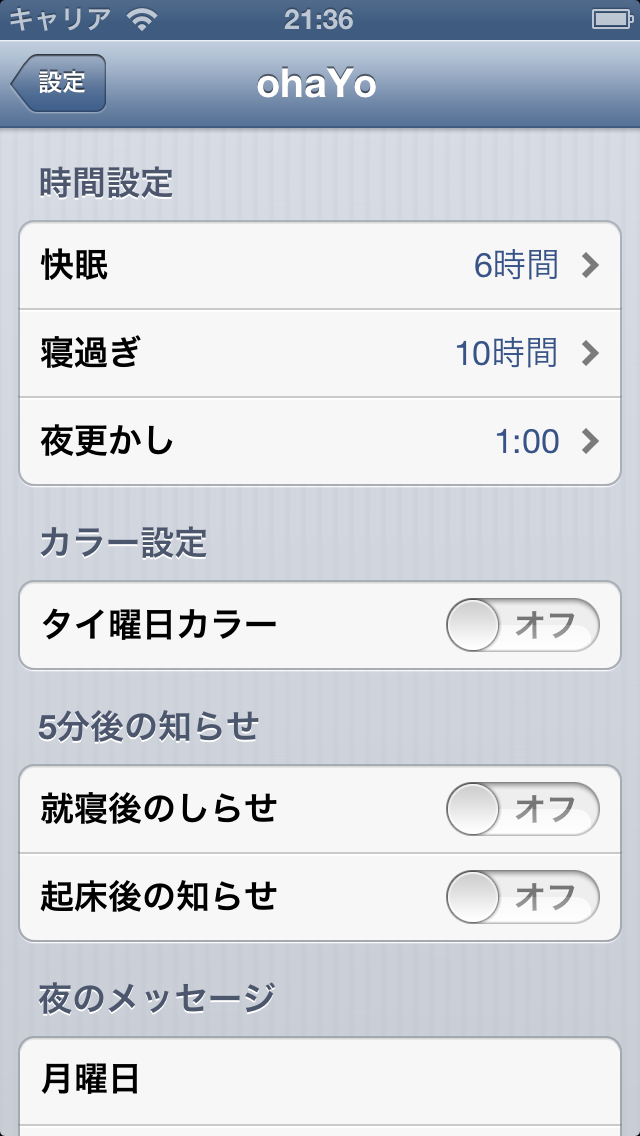 キャリア 21:36
設定 ohaYo
時間設定
快眠 6時間
寝過ぎ 10時間
夜更かし 1:00
カラー設定
タイ曜日カラー オフ
5分後の知らせ
就寝後のしらせ オフ
起床後の知らせ オフ
夜のメッセージ
月曜日